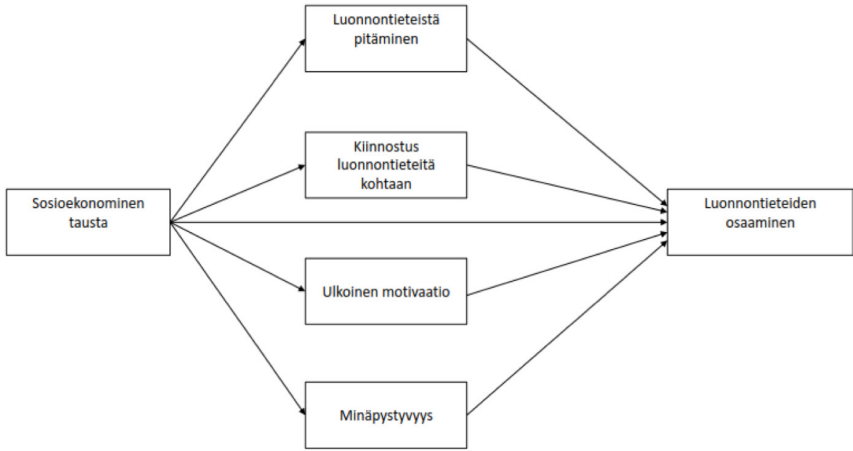 Luonnontieteistä
pitäminen
Kiinnostus
luonnontieteitä
kohtaan
Sosioekonominen
tausta
Luonnontieteiden
osaaminen
Ulkoinen motivaatio
Minäpystyvyys